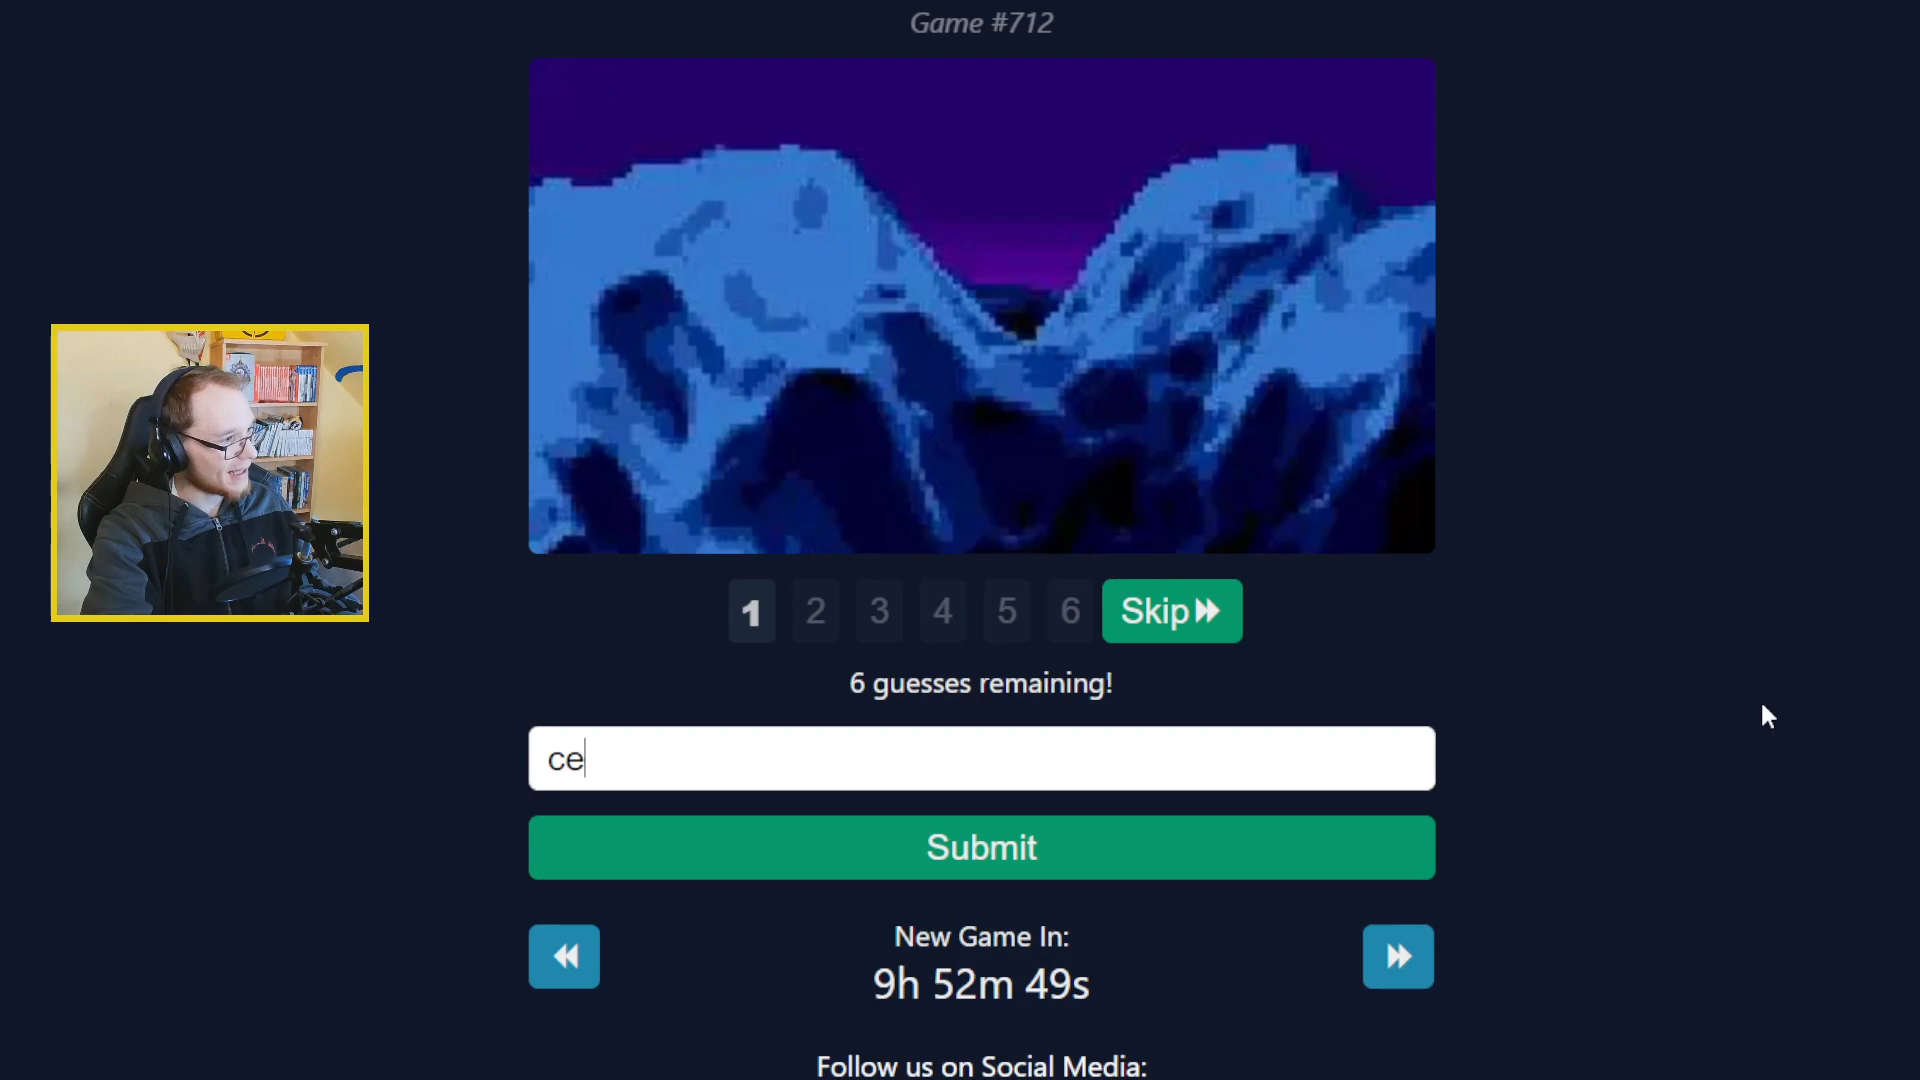 Game #712
1 2 3 4 5 6 Skip
6 guesses remaining!
ce
Submit
New Game In:
9h 52m 49s
Follow us on Social Media: